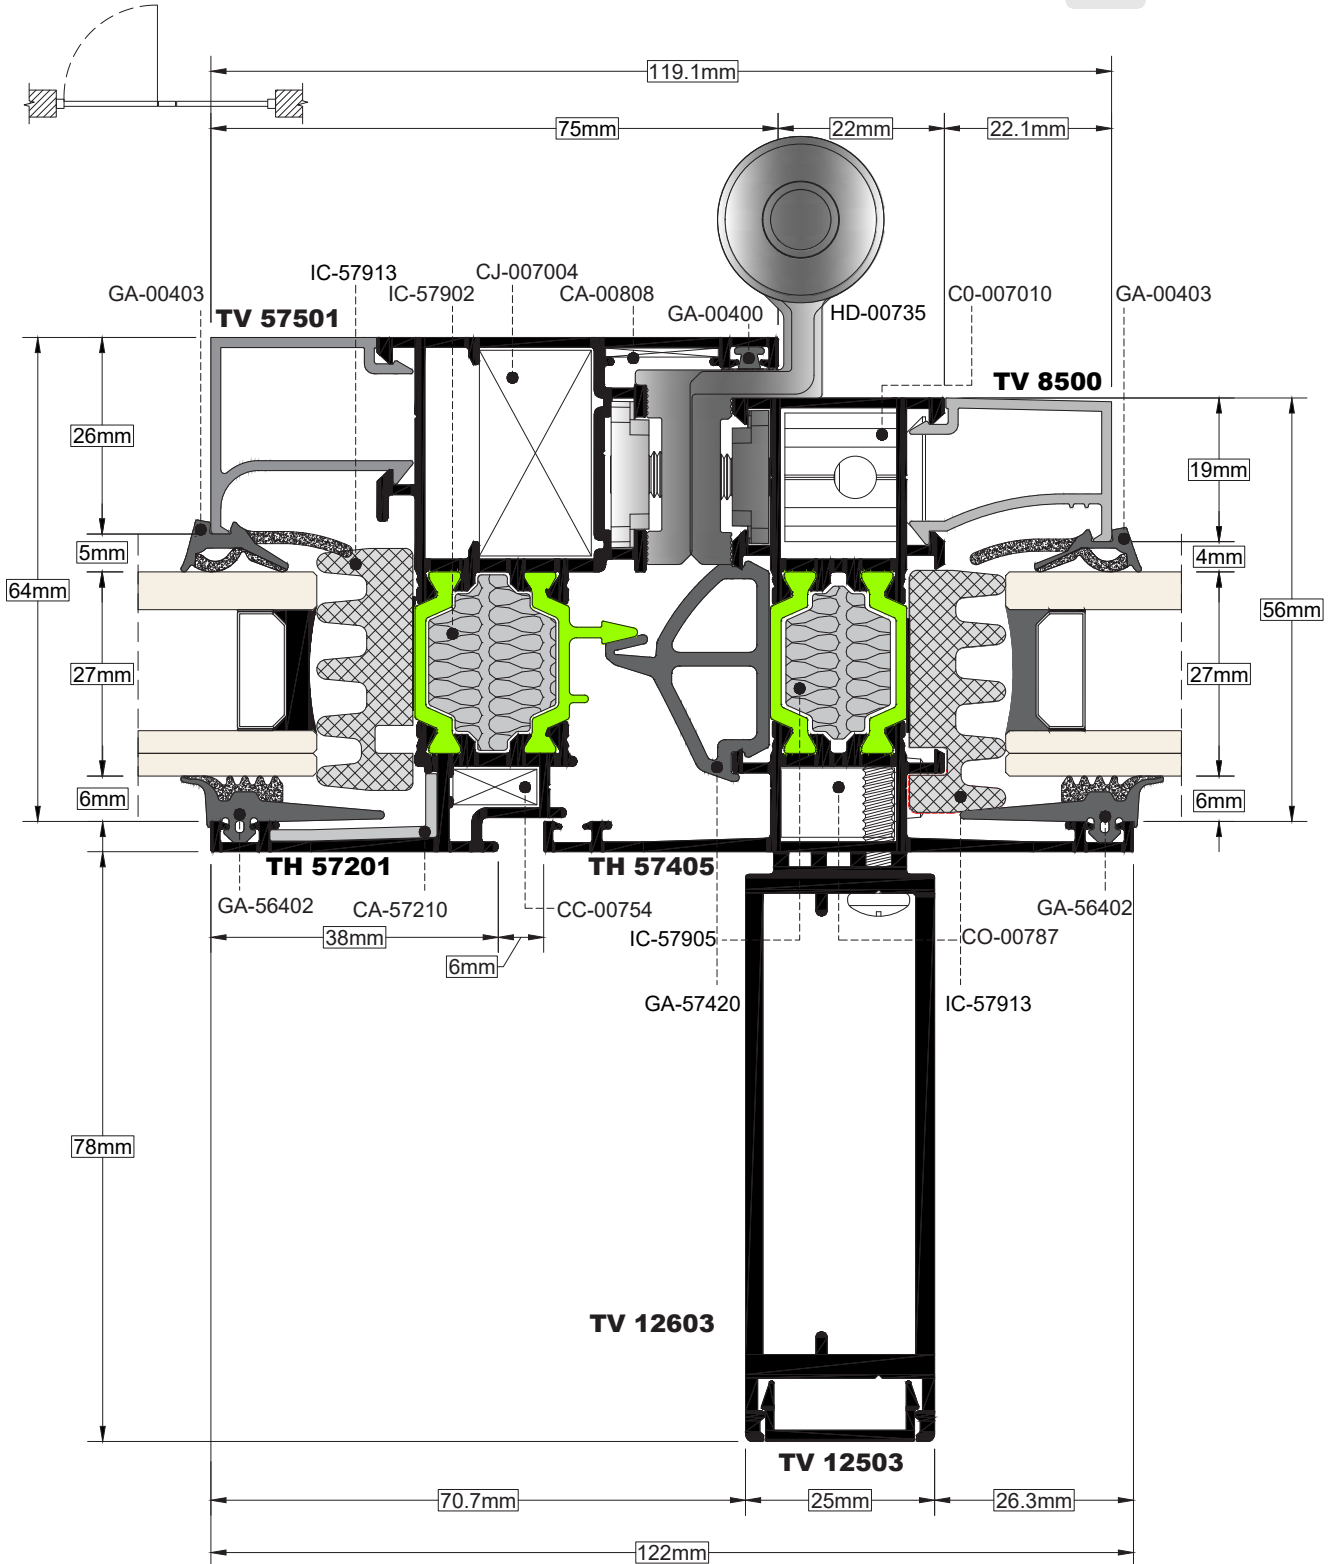 119.1mm
75mm
22mm
22.1mm
IC-57913
CJ-007004
GA-00403
IC-57902
CA-00808
C0-007010
GA-00403
TV 57501
GA-00400
HD-00735
TV 8500
26mm
19mm
5mm
4mm
64mm
56mm
27mm
27mm
6mm
6mm
TH 57201
TH 57405
GA-56402
CA-57210
CC-00754
GA-56402
38mm
IC-57905
CO-00787
6mm
GA-57420
IC-57913
78mm
TV 12603
TV 12503
70.7mm
25mm
26.3mm
122mm